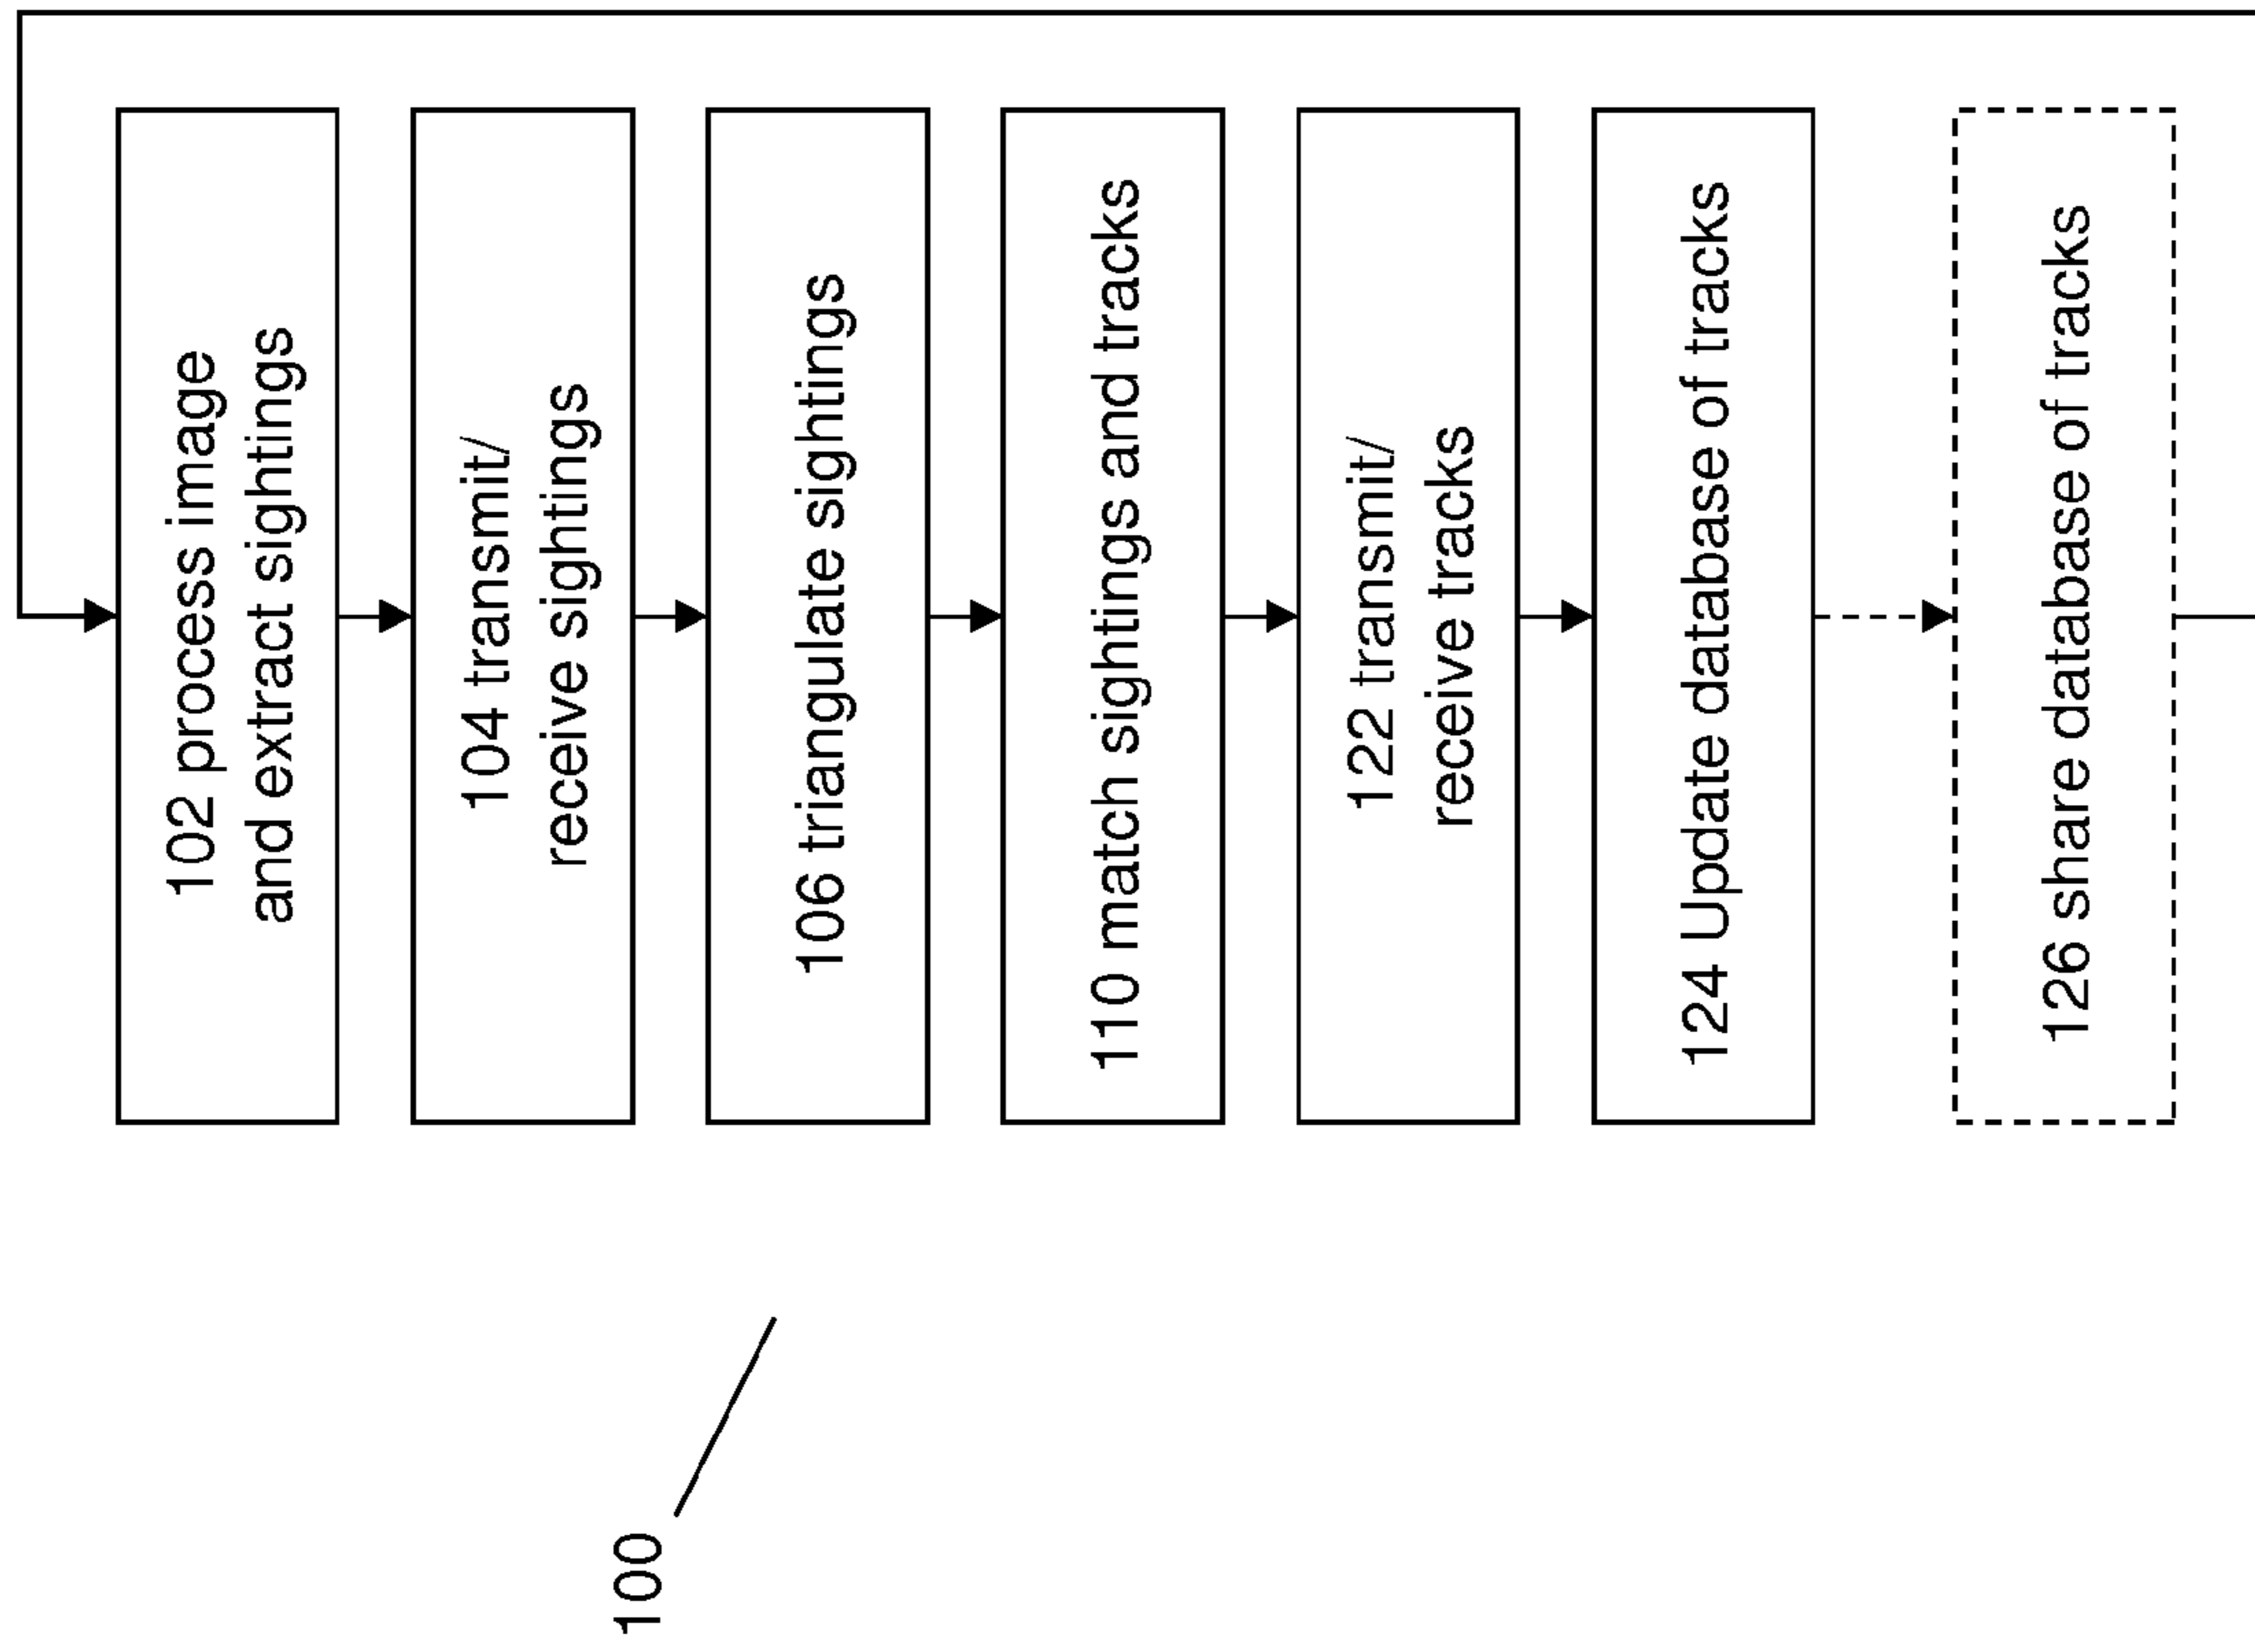 102 process image
and extract sightings
104 transmit/
receive sightings
106 triangulate sightings
110 match sightings and tracks
122 transmit/
receive tracks
124 Update database of tracks
126 share database of tracks
100